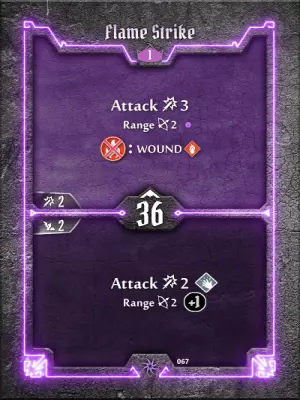 Flame Strike
1
Attack 3
Range 2
: WOUND
2
36
2
Attack 2
Range 2 +1
067